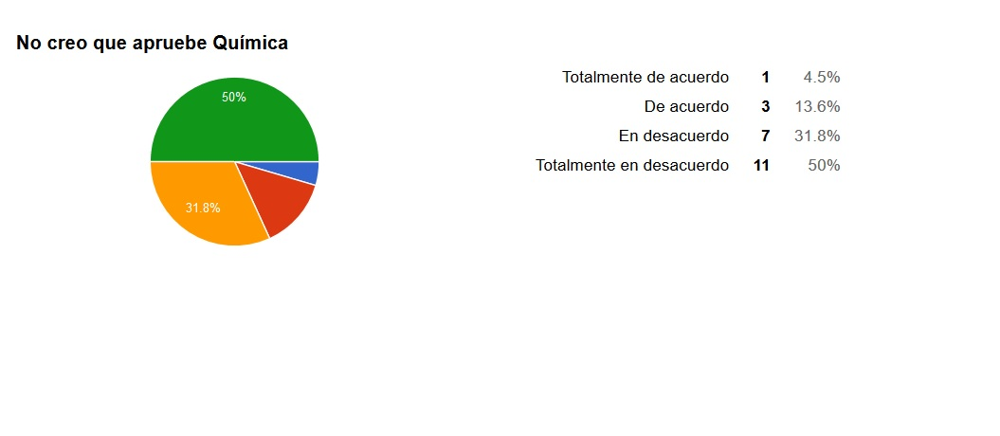 No creo que apruebe Química
50%
31.8%
Totalmente de acuerdo 1 4.5%
De acuerdo 3 13.6%
En desacuerdo 7 31.8%
Totalmente en desacuerdo 11 50%